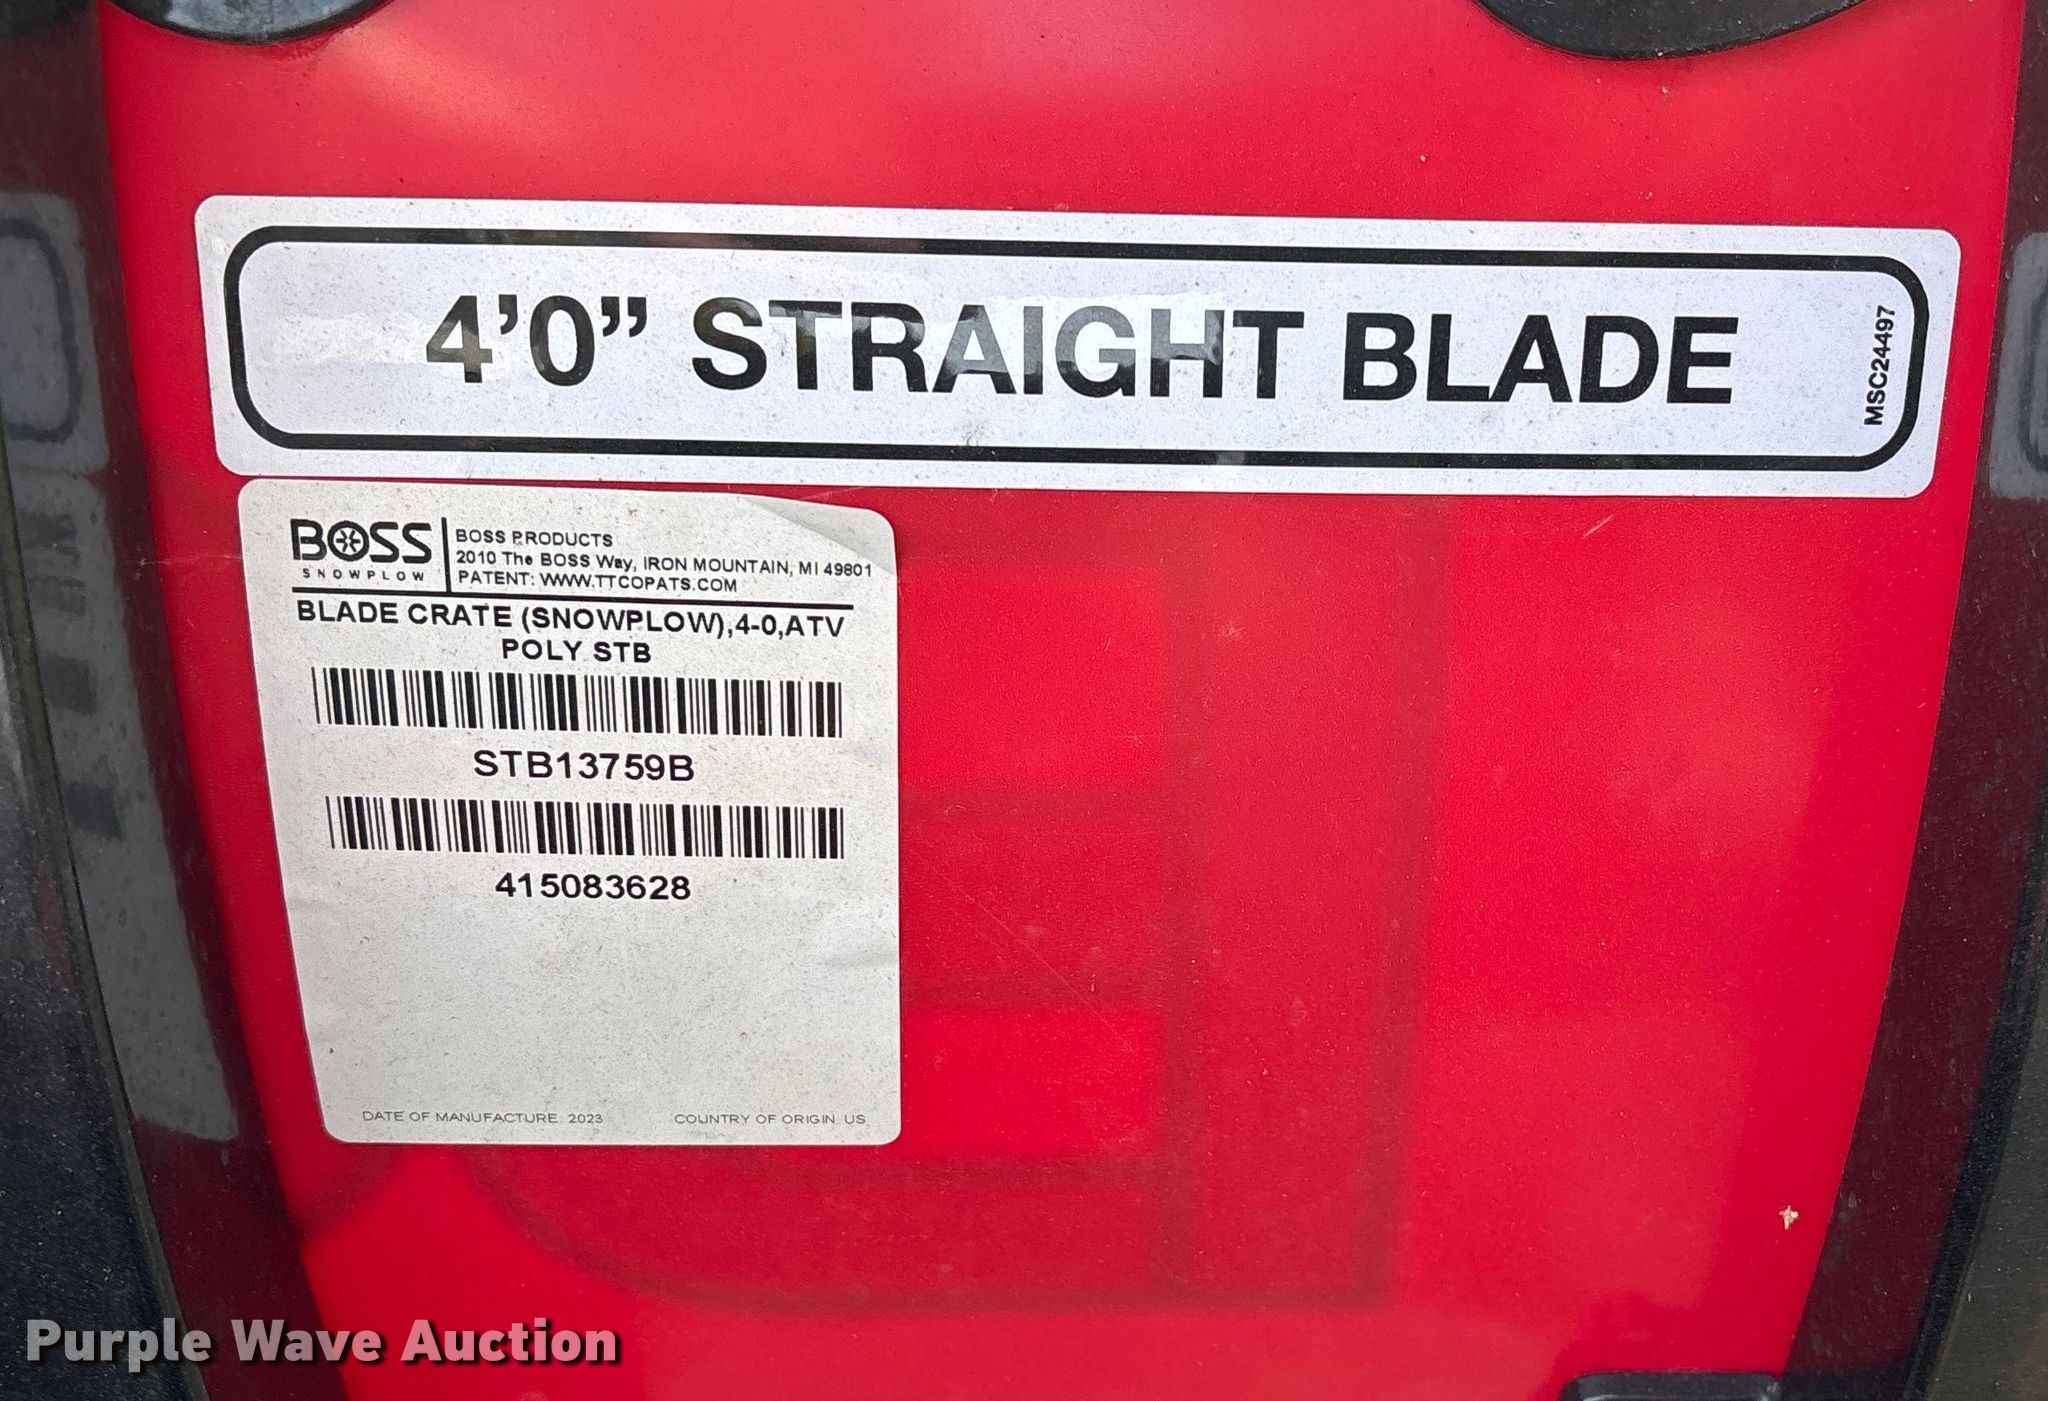 4’0” STRAIGHT BLADE
MSC24497
BOSS
SNOWPLOW
BOSS PRODUCTS
2010 The BOSS Way, IRON MOUNTAIN, MI 49801
PATENT: WWW.TTCOPATS.COM
BLADE CRATE (SNOWPLOW),4-0,ATV
POLY STB
STB13759B
415083628
DATE OF MANUFACTURE 2023 COUNTRY OF ORIGIN US
Purple Wave Auction